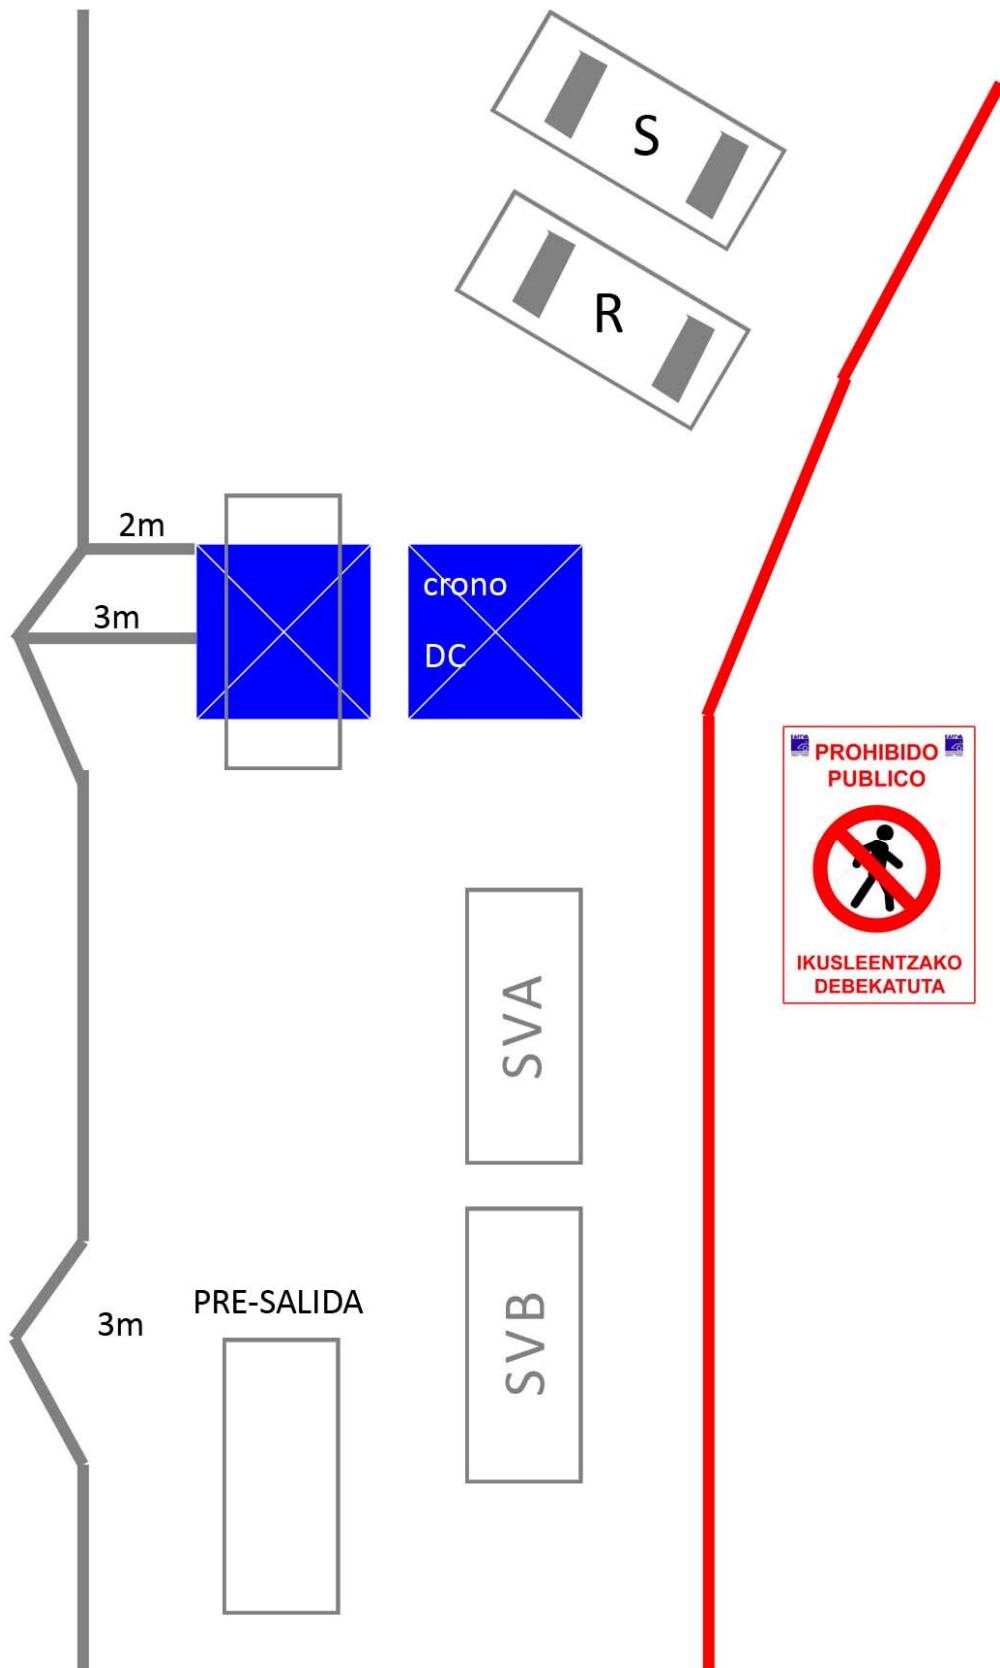 S
R
2m
3m
crono
DC
PROHIBIDO
PUBLICO
IKUSLEENTZAKO
DEBEKATUTA
SVA
PRE-SALIDA
3m
SVB